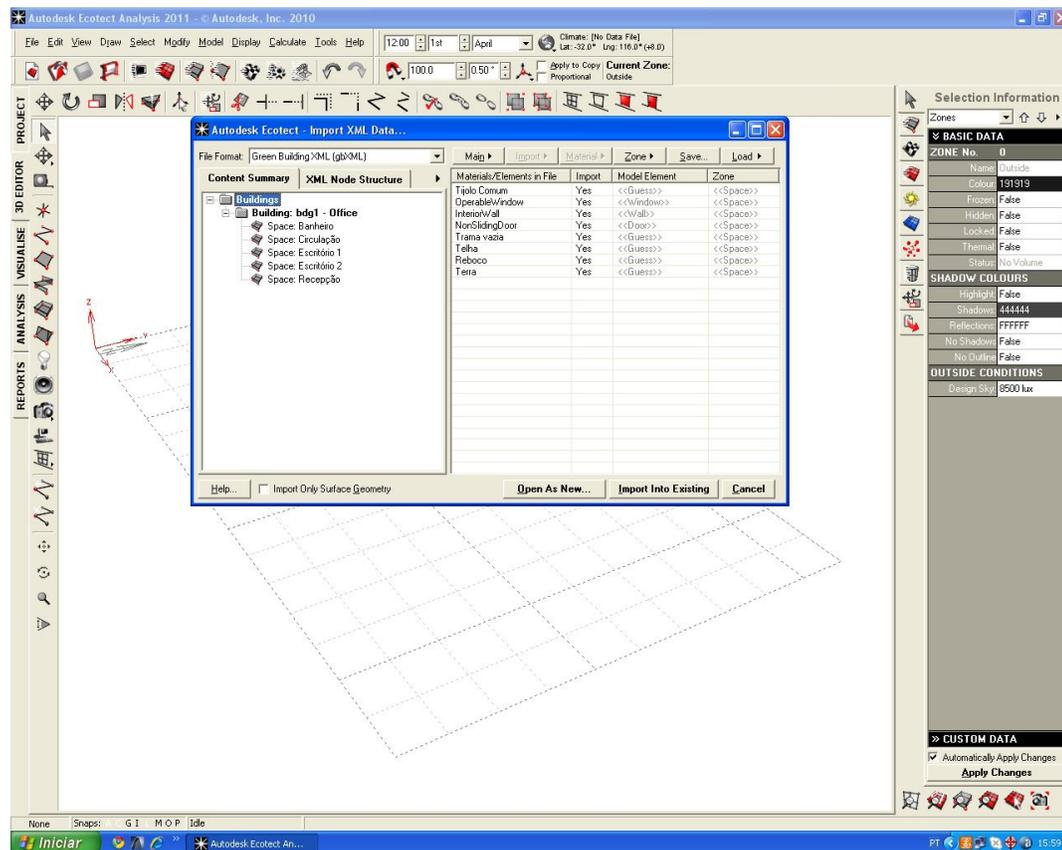 Autodesk Ecotect Analysis 2011 - © Autodesk, Inc. 2010
File Edit View Draw Select Modify Model Display Calculate Tools Help
12:00 1st April
Climate: [No Data File]
Lat: -32.0° Lng: 116.0° (+8.0)
100.0 0.50°
Apply to Copy
Proportional
Current Zone:
Outside
PROJECT
3D EDITOR
VISUALISE
ANALYSIS
REPORTS
Autodesk Ecotect - Import XML Data...
File Format: Green Building XML (gbXML)
Main Import Material Zone Save... Load
Content Summary XML Node Structure
Buildings
Building: bdg1 - Office
Space: Banheiro
Space: Circulação
Space: Escritório 1
Space: Escritório 2
Space: Recepção
Materials/Elements in File Import Model Element Zone
Tijolo Comum Yes <<Guess>> <<Space>>
OperableWindow Yes <<Window>> <<Space>>
InteriorWall Yes <<Wall>> <<Space>>
NonSlidingDoor Yes <<Door>> <<Space>>
Trama vazia Yes <<Guess>> <<Space>>
Telha Yes <<Guess>> <<Space>>
Reboco Yes <<Guess>> <<Space>>
Terra Yes <<Guess>> <<Space>>
Help... Import Only Surface Geometry Open As New... Import Into Existing Cancel
Z
Y
X
Selection Information
Zones
BASIC DATA
ZONE No. 0
Name Outside
Colour 191919
Frozen False
Hidden False
Locked False
Thermal False
Status No Volume
SHADOW COLOURS
Highlight False
Shadows 444444
Reflections FFFFFF
No Shadows False
No Outline False
OUTSIDE CONDITIONS
Design Sky 8500 lux
CUSTOM DATA
Automatically Apply Changes
Apply Changes
None Snaps: A C G I L M O P Idle
Iniciar
Autodesk Ecotect An...
PT 15:59